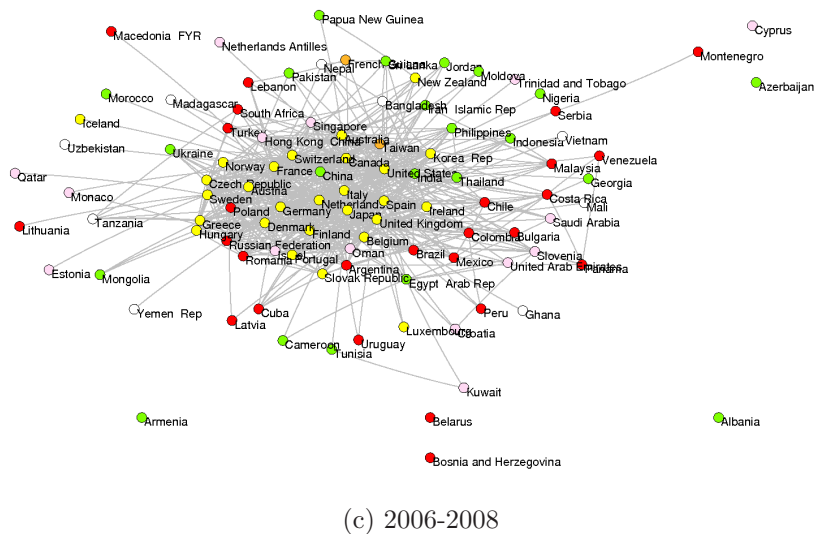 Papua New Guinea
Cyprus
Macedonia FYR
Netherlands Antilles
Montenegro
Nepal
French Guiana
Sri Lanka
Jordan
Moldova
Pakistan
New Zealand
Trinidad and Tobago
Azerbaijan
Lebanon
Morocco
Madagascar
Bangladesh
Iran Islamic Rep
Nigeria
South Africa
Serbia
Iceland
Turkey
Singapore
Hong Kong China
Australia
Taiwan
Philippines
Indonesia
Vietnam
Uzbekistan
Ukraine
Switzerland
Canada
Korea Rep
Venezuela
Norway
France
United States
Malaysia
Qatar
China
India
Thailand
Georgia
Czech Republic
Austria
Monaco
Sweden
Italy
Netherlands
Spain
Costa Rica
Mali
Poland
Germany
Japan
Ireland
Chile
Lithuania
Tanzania
Greece
Denmark
United Kingdom
Saudi Arabia
Hungary
Finland
Colombia
Bulgaria
Russian Federation
Belgium
Romania
Israel
Portugal
Oman
Brazil
Mexico
Slovenia
United Arab Emirates
Panama
Estonia
Mongolia
Argentina
Slovak Republic
Egypt Arab Rep
Yemen Rep
Cuba
Peru
Ghana
Latvia
Luxembourg
Croatia
Cameroon
Tunisia
Uruguay
Kuwait
Armenia
Belarus
Albania
Bosnia and Herzegovina
(c) 2006-2008